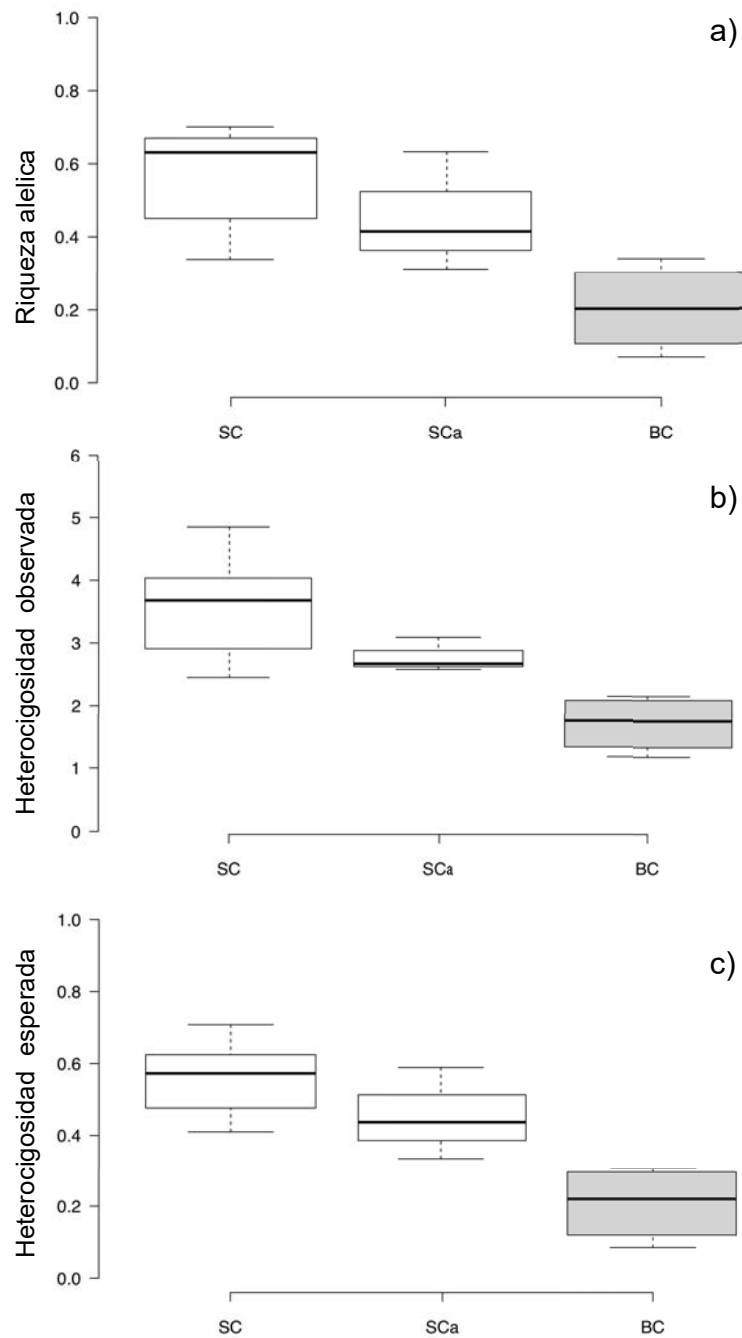 a)
Riqueza alelica
1.0
0.8
0.6
0.4
0.2
0.0
SC SCa BC
b)
Heterocigosidad observada
6
5
4
3
2
1
0
SC SCa BC
c)
Heterocigosidad esperada
1.0
0.8
0.6
0.4
0.2
0.0
SC SCa BC